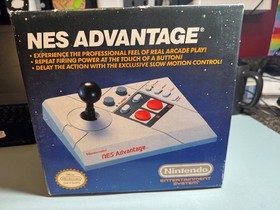 NES ADVANTAGE®
• EXPERIENCE THE PROFESSIONAL FEEL OF REAL ARCADE PLAY!
• REPEAT FIRING POWER AT THE TOUCH OF A BUTTON!
• DELAY THE ACTION WITH THE EXCLUSIVE SLOW MOTION CONTROL!
NES Advantage
Nintendo
ENTERTAINMENT
SYSTEM